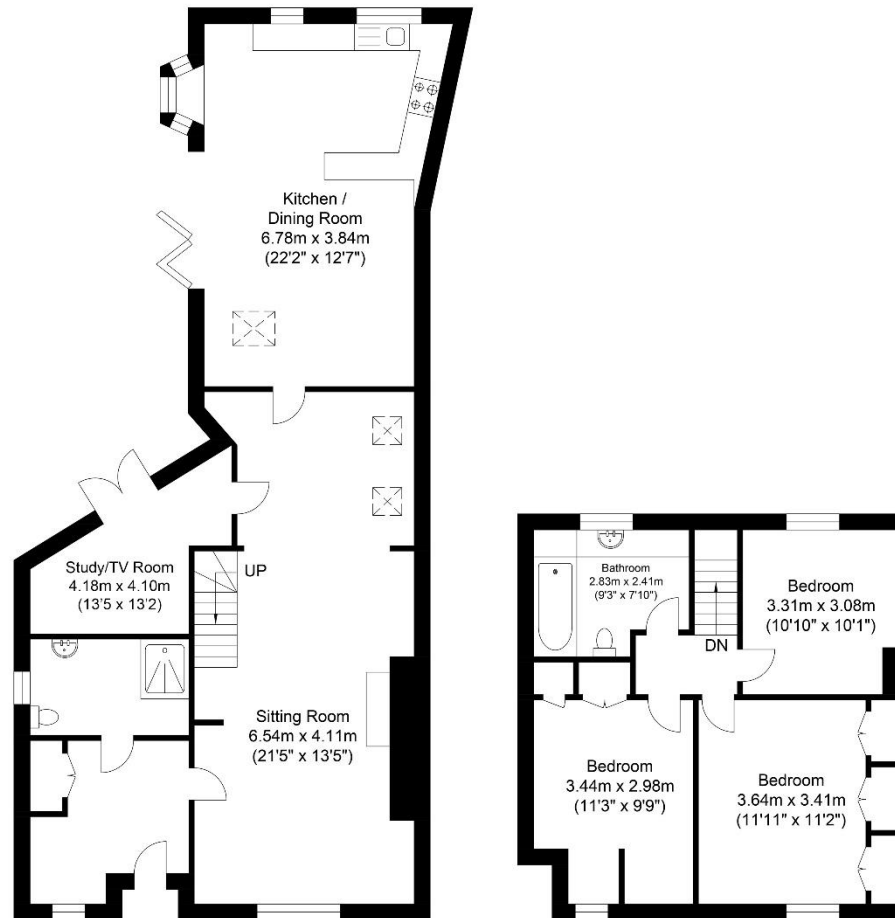 Kitchen /
Dining Room
6.78m x 3.84m
(22'2" x 12'7")
UP
Study/TV Room
4.18m x 4.10m
(13'5 x 13'2)
Sitting Room
6.54m x 4.11m
(21'5" x 13'5")
Bathroom
2.83m x 2.41m
(9'3" x 7'10")
DN
Bedroom
3.31m x 3.08m
(10'10" x 10'1")
Bedroom
3.44m x 2.98m
(11'3" x 9'9")
Bedroom
3.64m x 3.41m
(11'11" x 11'2")